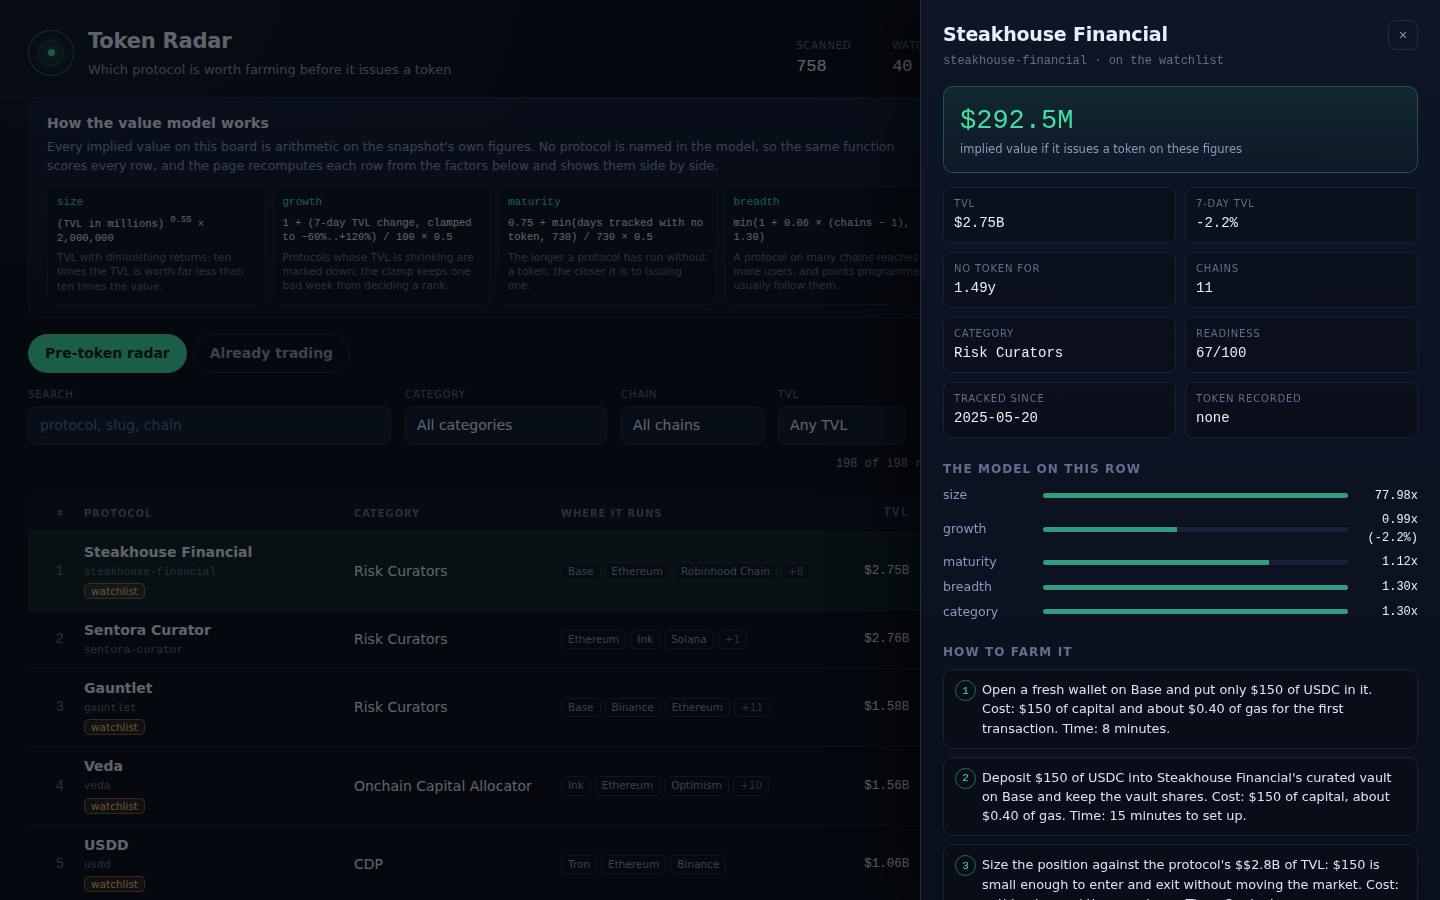 Token Radar
Which protocol is worth farming before it issues a token
SCANNED
758
WATC
40
How the value model works
Every implied value on this board is arithmetic on the snapshot's own figures. No protocol is named in the model, so the same function
scores every row, and the page recomputes each row from the factors below and shows them side by side.
size
(TVL in millions) 0.55 ×
2,000,000
TVL with diminishing returns: ten
times the TVL is worth far less than
ten times the value.
growth
1 + (7-day TVL change, clamped
to −60%..+120%) / 100 × 0.5
Protocols whose TVL is shrinking are
marked down; the clamp keeps one
bad week from deciding a rank.
maturity
0.75 + min(days tracked with no
token, 730) / 730 × 0.5
The longer a protocol has run without
a token, the closer it is to issuing
one.
breadth
min(1 + 0.06 × (chains − 1),
1.30)
A protocol on many chains reaches
more users, and points programme
usually follow them.
Pre-token radar
Already trading
SEARCH
protocol, slug, chain
CATEGORY
All categories
CHAIN
All chains
TVL
Any TVL
198 of 198 r
# PROTOCOL CATEGORY WHERE IT RUNS TVL
1 Steakhouse Financial Risk Curators Base Ethereum Robinhood Chain +8 $2.75B
steakhouse-financial
watchlist
2 Sentora Curator Risk Curators Ethereum Ink Solana +1 $2.76B
sentora-curator
3 Gauntlet Risk Curators Base Binance Ethereum +11 $1.58B
gauntlet
watchlist
4 Veda Onchain Capital Allocator Ink Ethereum Optimism +10 $1.56B
veda
watchlist
5 USDD CDP Tron Ethereum Binance $1.06B
usdd
watchlist
Steakhouse Financial
×
steakhouse-financial · on the watchlist
$292.5M
implied value if it issues a token on these figures
TVL
$2.75B
7-DAY TVL
-2.2%
NO TOKEN FOR
1.49y
CHAINS
11
CATEGORY
Risk Curators
READINESS
67/100
TRACKED SINCE
2025-05-20
TOKEN RECORDED
none
THE MODEL ON THIS ROW
size 77.98x
growth 0.99x
(-2.2%)
maturity 1.12x
breadth 1.30x
category 1.30x
HOW TO FARM IT
1 Open a fresh wallet on Base and put only $150 of USDC in it.
Cost: $150 of capital and about $0.40 of gas for the first
transaction. Time: 8 minutes.
2 Deposit $150 of USDC into Steakhouse Financial's curated vault
on Base and keep the vault shares. Cost: $150 of capital, about
$0.40 of gas. Time: 15 minutes to set up.
3 Size the position against the protocol's $$2.8B of TVL: $150 is
small enough to enter and exit without moving the market. Cost: